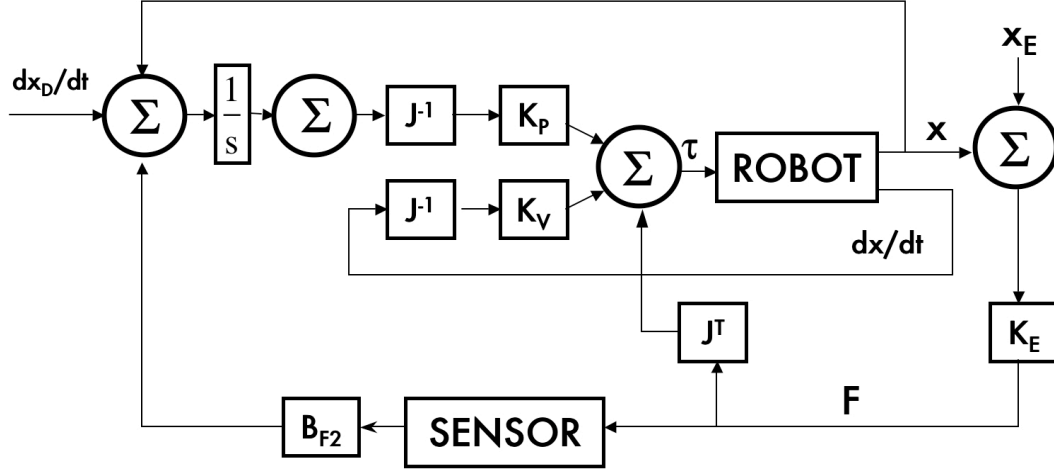 x_E
dx_D/dt
Σ
1
s
Σ
J⁻¹
K_P
Σ
τ
ROBOT
x
Σ
J⁻¹
K_V
dx/dt
J^T
K_E
F
B_F2
SENSOR